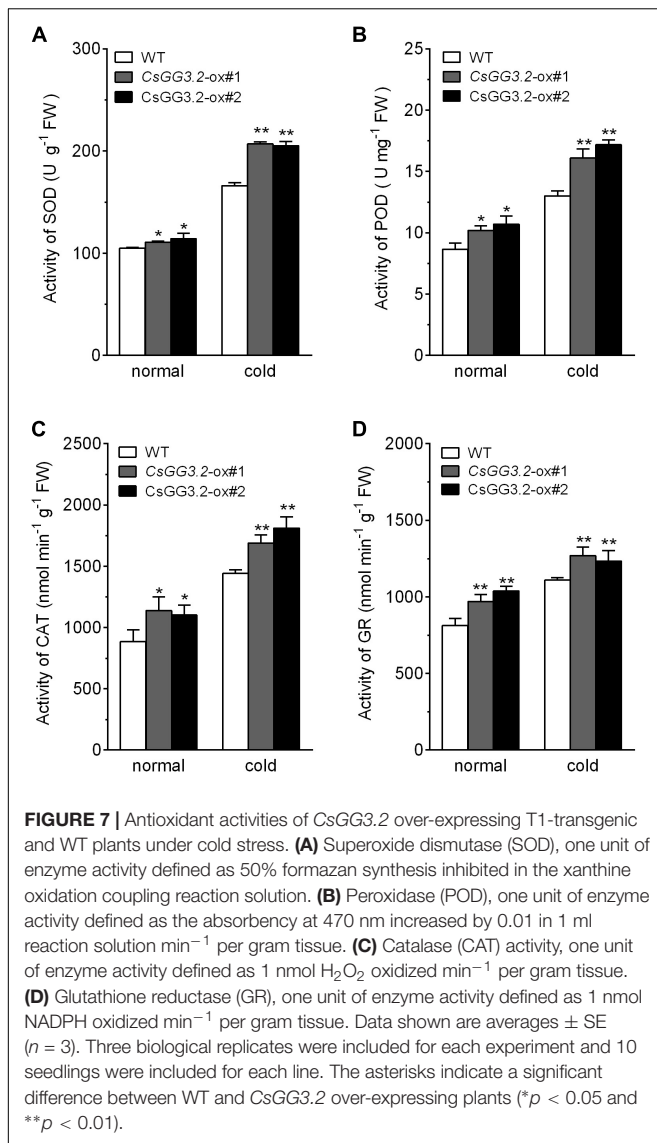 A
B
WT
CsGG3.2-ox#1
CsGG3.2-ox#2
Activity of SOD (U g⁻¹ FW)
300
200
100
0
normal
cold
* * ** **
WT
CsGG3.2-ox#1
CsGG3.2-ox#2
Activity of POD ( U mg⁻¹ FW)
25
20
15
10
5
0
normal
cold
* * ** **
C
D
WT
CsGG3.2-ox#1
CsGG3.2-ox#2
Activity of CAT (nmol min⁻¹ g⁻¹ FW)
2500
2000
1500
1000
500
0
normal
cold
* * ** **
WT
CsGG3.2-ox#1
CsGG3.2-ox#2
Activity of GR (nmol min⁻¹ g⁻¹ FW)
2000
1500
1000
500
0
normal
cold
** ** ** **
FIGURE 7 | Antioxidant activities of CsGG3.2 over-expressing T1-transgenic
and WT plants under cold stress. (A) Superoxide dismutase (SOD), one unit of
enzyme activity defined as 50% formazan synthesis inhibited in the xanthine
oxidation coupling reaction solution. (B) Peroxidase (POD), one unit of enzyme
activity defined as the absorbency at 470 nm increased by 0.01 in 1 ml
reaction solution min⁻¹ per gram tissue. (C) Catalase (CAT) activity, one unit
of enzyme activity defined as 1 nmol H₂O₂ oxidized min⁻¹ per gram tissue.
(D) Glutathione reductase (GR), one unit of enzyme activity defined as 1 nmol
NADPH oxidized min⁻¹ per gram tissue. Data shown are averages ± SE
(n = 3). Three biological replicates were included for each experiment and 10
seedlings were included for each line. The asterisks indicate a significant
difference between WT and CsGG3.2 over-expressing plants (*p < 0.05 and
**p < 0.01).